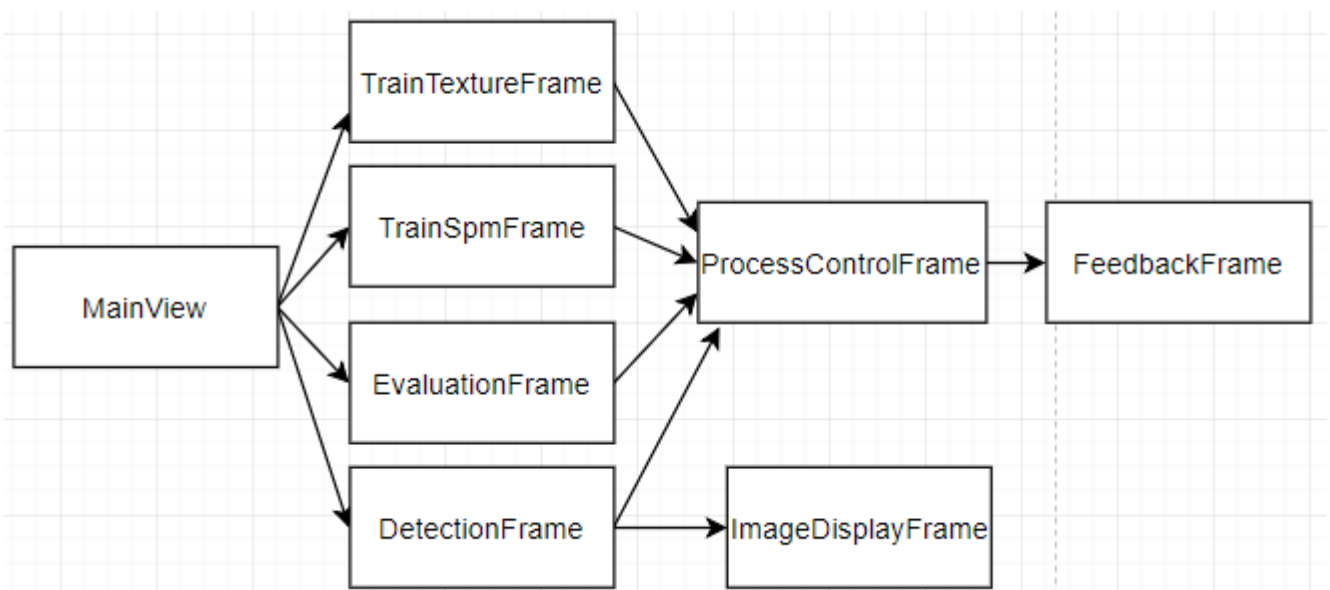 TrainTextureFrame
TrainSpmFrame
MainView
EvaluationFrame
DetectionFrame
ProcessControlFrame
FeedbackFrame
ImageDisplayFrame